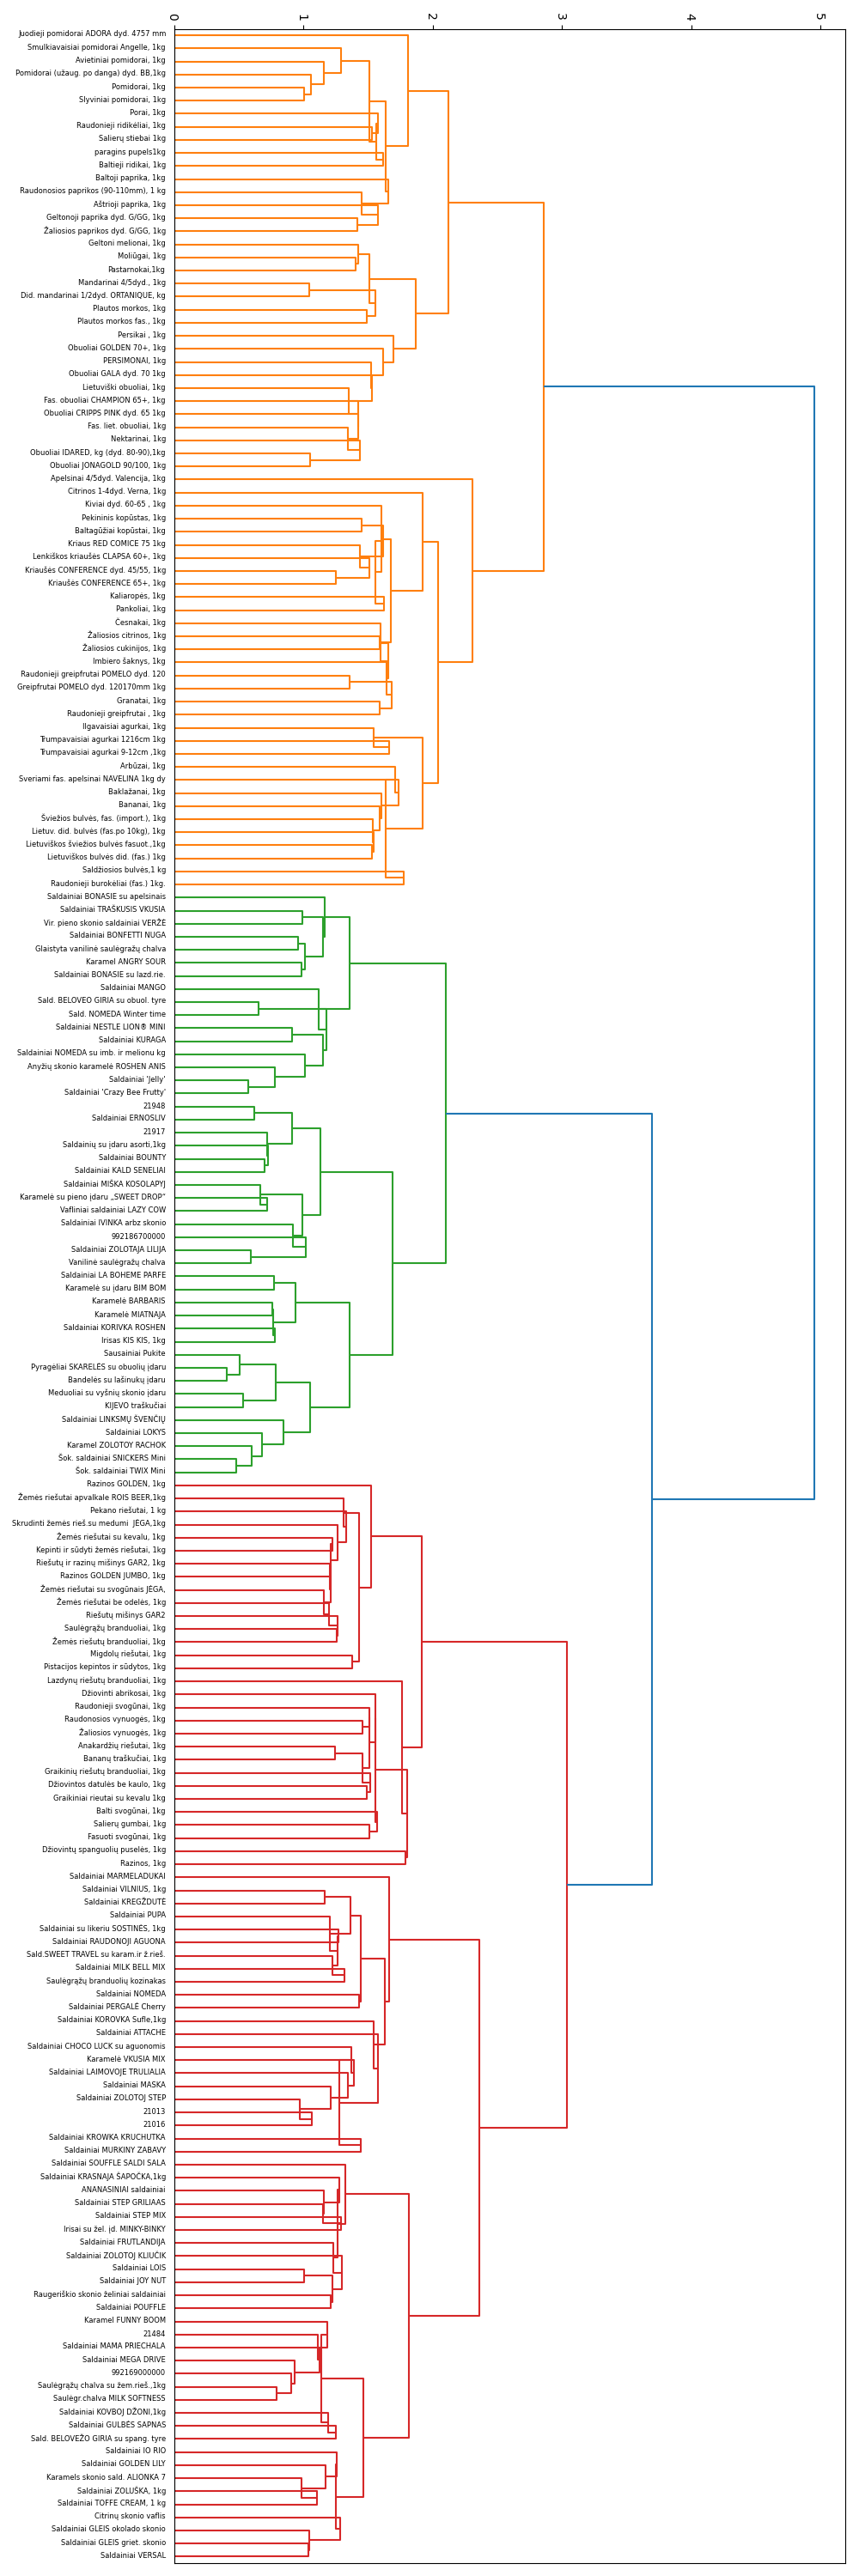 0 1 2 3 4 5
Juodieji pomidorai ADORA dyd. 4757 mm
Smulkiavaisiai pomidorai Angelle, 1kg
Avietiniai pomidorai, 1kg
Pomidorai (užaug. po danga) dyd. BB,1kg
Pomidorai, 1kg
Slyviniai pomidorai, 1kg
Porai, 1kg
Raudonieji ridikėliai, 1kg
Salierų stiebai 1kg
paragins pupels1kg
Baltieji ridikai, 1kg
Baltoji paprika, 1kg
Raudonosios paprikos (90-110mm), 1 kg
Aštrioji paprika, 1kg
Geltonoji paprika dyd. G/GG, 1kg
Žaliosios paprikos dyd. G/GG, 1kg
Geltoni melionai, 1kg
Moliūgai, 1kg
Pastarnokai,1kg
Mandarinai 4/5dyd., 1kg
Did. mandarinai 1/2dyd. ORTANIQUE, kg
Plautos morkos, 1kg
Plautos morkos fas., 1kg
Persikai , 1kg
Obuoliai GOLDEN 70+, 1kg
PERSIMONAI, 1kg
Obuoliai GALA dyd. 70 1kg
Lietuviški obuoliai, 1kg
Fas. obuoliai CHAMPION 65+, 1kg
Obuoliai CRIPPS PINK dyd. 65 1kg
Fas. liet. obuoliai, 1kg
Nektarinai, 1kg
Obuoliai IDARED, kg (dyd. 80-90),1kg
Obuoliai JONAGOLD 90/100, 1kg
Apelsinai 4/5dyd. Valencija, 1kg
Citrinos 1-4dyd. Verna, 1kg
Kiviai dyd. 60-65 , 1kg
Pekininis kopūstas, 1kg
Baltagūžiai kopūstai, 1kg
Kriaus RED COMICE 75 1kg
Lenkiškos kriaušės CLAPSA 60+, 1kg
Kriaušės CONFERENCE dyd. 45/55, 1kg
Kriaušės CONFERENCE 65+, 1kg
Kaliaropės, 1kg
Pankoliai, 1kg
Česnakai, 1kg
Žaliosios citrinos, 1kg
Žaliosios cukinijos, 1kg
Imbiero šaknys, 1kg
Raudonieji greipfrutai POMELO dyd. 120
Greipfrutai POMELO dyd. 120170mm 1kg
Granatai, 1kg
Raudonieji greipfrutai , 1kg
Ilgavaisiai agurkai, 1kg
Trumpavaisiai agurkai 1216cm 1kg
Trumpavaisiai agurkai 9-12cm ,1kg
Arbūzai, 1kg
Sveriami fas. apelsinai NAVELINA 1kg dy
Baklažanai, 1kg
Bananai, 1kg
Šviežios bulvės, fas. (import.), 1kg
Lietuv. did. bulvės (fas.po 10kg), 1kg
Lietuviškos šviežios bulvės fasuot.,1kg
Lietuviškos bulvės did. (fas.) 1kg
Saldžiosios bulvės,1 kg
Raudonieji burokėliai (fas.) 1kg.
Saldainiai BONASIE su apelsinais
Saldainiai TRAŠKUSIS VKUSIA
Vir. pieno skonio saldainiai VERŽĖ
Saldainiai BONFETTI NUGA
Glaistyta vanilinė saulėgražų chalva
Karamel ANGRY SOUR
Saldainiai BONASIE su lazd.rie.
Saldainiai MANGO
Sald. BELOVEO GIRIA su obuol. tyre
Sald. NOMEDA Winter time
Saldainiai NESTLE LION® MINI
Saldainiai KURAGA
Saldainiai NOMEDA su imb. ir melionu kg
Anyžių skonio karamelė ROSHEN ANIS
Saldainiai 'Jelly'
Saldainiai 'Crazy Bee Frutty'
21948
Saldainiai ERNOSLIV
21917
Saldainių su įdaru asorti,1kg
Saldainiai BOUNTY
Saldainiai KALD SENELIAI
Saldainiai MIŠKA KOSOLAPYJ
Karamelė su pieno įdaru „SWEET DROP“
Vafliniai saldainiai LAZY COW
Saldainiai IVINKA arbz skonio
992186700000
Saldainiai ZOLOTAJA LILIJA
Vanilinė saulėgražų chalva
Saldainiai LA BOHEME PARFE
Karamelė su įdaru BIM BOM
Karamelė BARBARIS
Karamelė MIATNAJA
Saldainiai KORIVKA ROSHEN
Irisas KIS KIS, 1kg
Sausainiai Pukite
Pyragėliai SKARELĖS su obuolių įdaru
Bandelės su lašinukų įdaru
Meduoliai su vyšnių skonio įdaru
KIJEVO traškučiai
Saldainiai LINKSMŲ ŠVENČIŲ
Saldainiai LOKYS
Karamel ZOLOTOY RACHOK
Šok. saldainiai SNICKERS Mini
Šok. saldainiai TWIX Mini
Razinos GOLDEN, 1kg
Žemės riešutai apvalkale ROIS BEER,1kg
Pekano riešutai, 1 kg
Skrudinti žemės rieš.su medumi JĖGA,1kg
Žemės riešutai su kevalu, 1kg
Kepinti ir sūdyti žemės riešutai, 1kg
Riešutų ir razinų mišinys GAR2, 1kg
Razinos GOLDEN JUMBO, 1kg
Žemės riešutai su svogūnais JĖGA,
Žemės riešutai be odelės, 1kg
Riešutų mišinys GAR2
Saulėgrąžų branduoliai, 1kg
Žemės riešutų branduoliai, 1kg
Migdolų riešutai, 1kg
Pistacijos kepintos ir sūdytos, 1kg
Lazdynų riešutų branduoliai, 1kg
Džiovinti abrikosai, 1kg
Raudonieji svogūnai, 1kg
Raudonosios vynuogės, 1kg
Žaliosios vynuogės, 1kg
Anakardžių riešutai, 1kg
Bananų traškučiai, 1kg
Graikinių riešutų branduoliai, 1kg
Džiovintos datulės be kaulo, 1kg
Graikiniai rieutai su kevalu 1kg
Balti svogūnai, 1kg
Salierų gumbai, 1kg
Fasuoti svogūnai, 1kg
Džiovintų spanguolių puselės, 1kg
Razinos, 1kg
Saldainiai MARMELADUKAI
Saldainiai VILNIUS, 1kg
Saldainiai KREGŽDUTĖ
Saldainiai PUPA
Saldainiai su likeriu SOSTINĖS, 1kg
Saldainiai RAUDONOJI AGUONA
Sald.SWEET TRAVEL su karam.ir ž.rieš.
Saldainiai MILK BELL MIX
Saulėgrąžų branduolių kozinakas
Saldainiai NOMEDA
Saldainiai PERGALĖ Cherry
Saldainiai KOROVKA Sufle,1kg
Saldainiai ATTACHE
Saldainiai CHOCO LUCK su aguonomis
Karamelė VKUSIA MIX
Saldainiai LAIMOVOJE TRULIALIA
Saldainiai MASKA
Saldainiai ZOLOTOJ STEP
21013
21016
Saldainiai KROWKA KRUCHUTKA
Saldainiai MURKINY ZABAVY
Saldainiai SOUFFLE SALDI SALA
Saldainiai KRASNAJA ŠAPOČKA,1kg
ANANASINIAI saldainiai
Saldainiai STEP GRILIAAS
Saldainiai STEP MIX
Irisai su žel. įd. MINKY-BINKY
Saldainiai FRUTLANDIJA
Saldainiai ZOLOTOJ KLIUČIK
Saldainiai LOIS
Saldainiai JOY NUT
Raugeriškio skonio želiniai saldainiai
Saldainiai POUFFLE
Karamel FUNNY BOOM
21484
Saldainiai MAMA PRIECHALA
Saldainiai MEGA DRIVE
992169000000
Saulėgrąžų chalva su žem.rieš.,1kg
Saulėgr.chalva MILK SOFTNESS
Saldainiai KOVBOJ DŽONI,1kg
Saldainiai GULBĖS SAPNAS
Sald. BELOVEŽO GIRIA su spang. tyre
Saldainiai IO RIO
Saldainiai GOLDEN LILY
Karamels skonio sald. ALIONKA 7
Saldainiai ZOLUŠKA, 1kg
Saldainiai TOFFE CREAM, 1 kg
Citrinų skonio vaflis
Saldainiai GLEIS okolado skonio
Saldainiai GLEIS griet. skonio
Saldainiai VERSAL